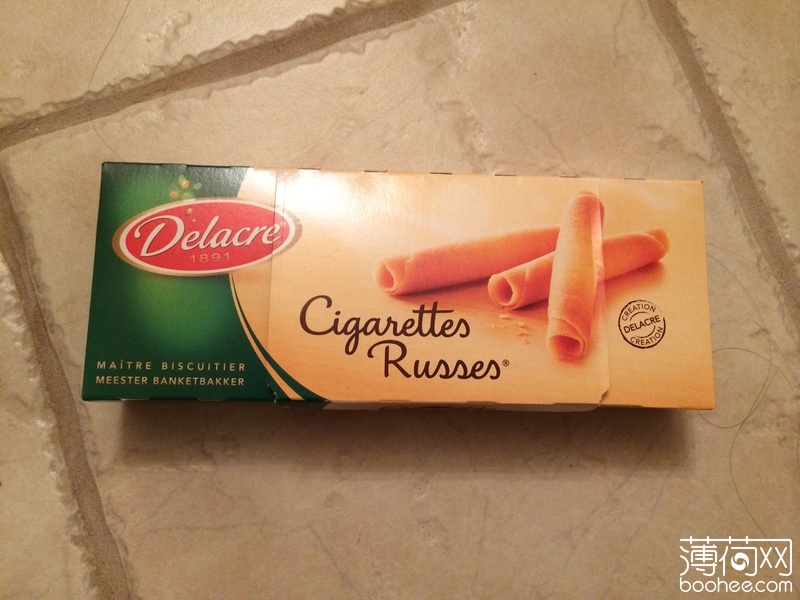 Delacre
1891
MAÎTRE BISCUITIER
MEESTER BANKETBAKKER
Cigarettes
Russes®
CREATION
DELACRE
CREATION
薄荷网
boohee.com